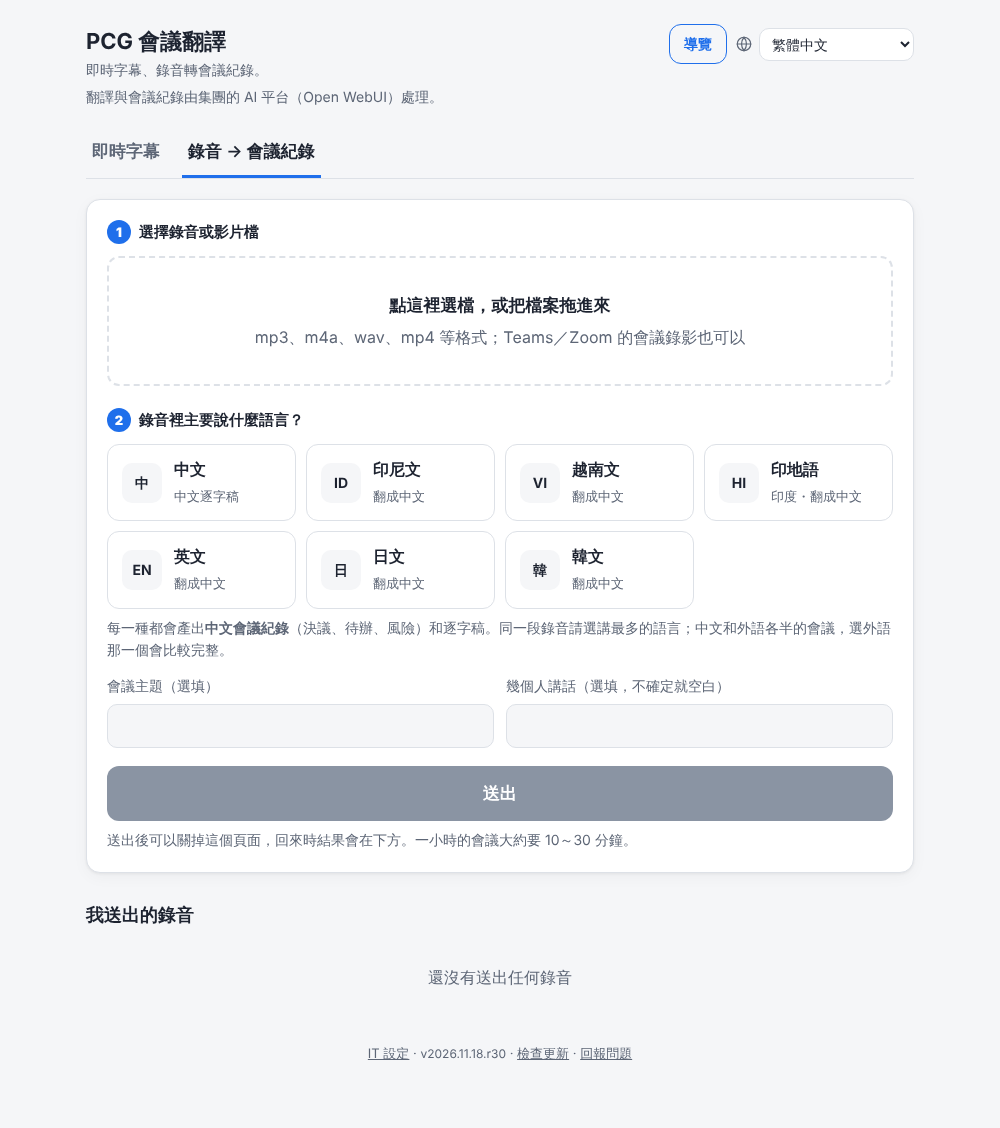 PCG 會議翻譯
導覽
繁體中文
即時字幕、錄音轉會議紀錄。
翻譯與會議紀錄由集團的 AI 平台（Open WebUI）處理。
即時字幕
錄音 → 會議紀錄
1 選擇錄音或影片檔
點這裡選檔，或把檔案拖進來
mp3、m4a、wav、mp4 等格式；Teams／Zoom 的會議錄影也可以
2 錄音裡主要說什麼語言？
中 中文
中文逐字稿
ID 印尼文
翻成中文
VI 越南文
翻成中文
HI 印地語
印度・翻成中文
EN 英文
翻成中文
日 日文
翻成中文
韓 韓文
翻成中文
每一種都會產出中文會議紀錄（決議、待辦、風險）和逐字稿。同一段錄音請選講最多的語言；中文和外語各半的會議，選外語
那一個會比較完整。
會議主題（選填）
幾個人講話（選填，不確定就空白）
送出
送出後可以關掉這個頁面，回來時結果會在下方。一小時的會議大約要 10～30 分鐘。
我送出的錄音
還沒有送出任何錄音
IT 設定 · v2026.11.18.r30 · 檢查更新 · 回報問題